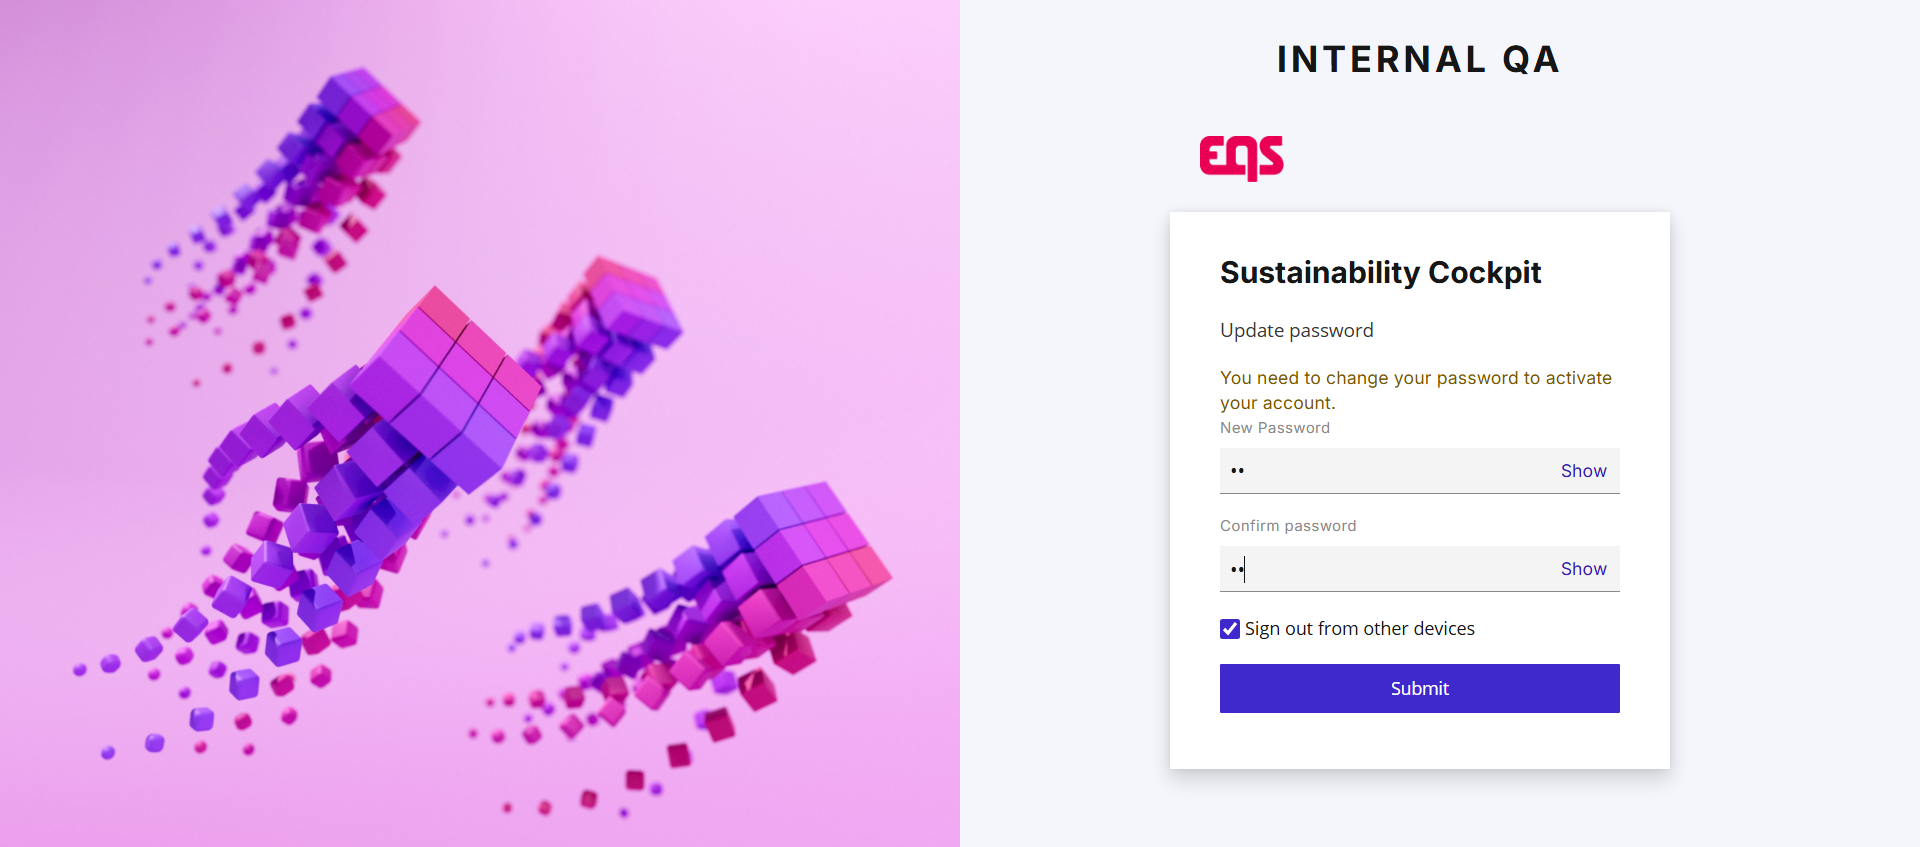 INTERNAL QA
EQS
Sustainability Cockpit
Update password
You need to change your password to activate
your account.
New Password
•• Show
Confirm password
•• Show
Sign out from other devices
Submit